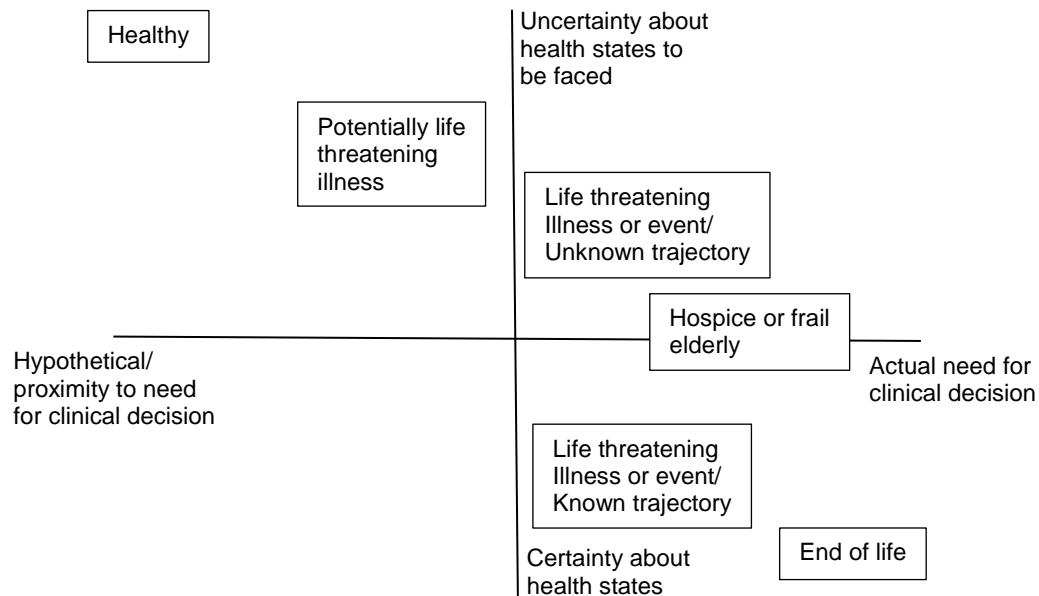 Healthy
Uncertainty about
health states to
be faced
Potentially life
threatening
illness
Life threatening
Illness or event/
Unknown trajectory
Hospice or frail
elderly
Hypothetical/
proximity to need
for clinical decision
Actual need for
clinical decision
Life threatening
Illness or event/
Known trajectory
End of life
Certainty about
health states